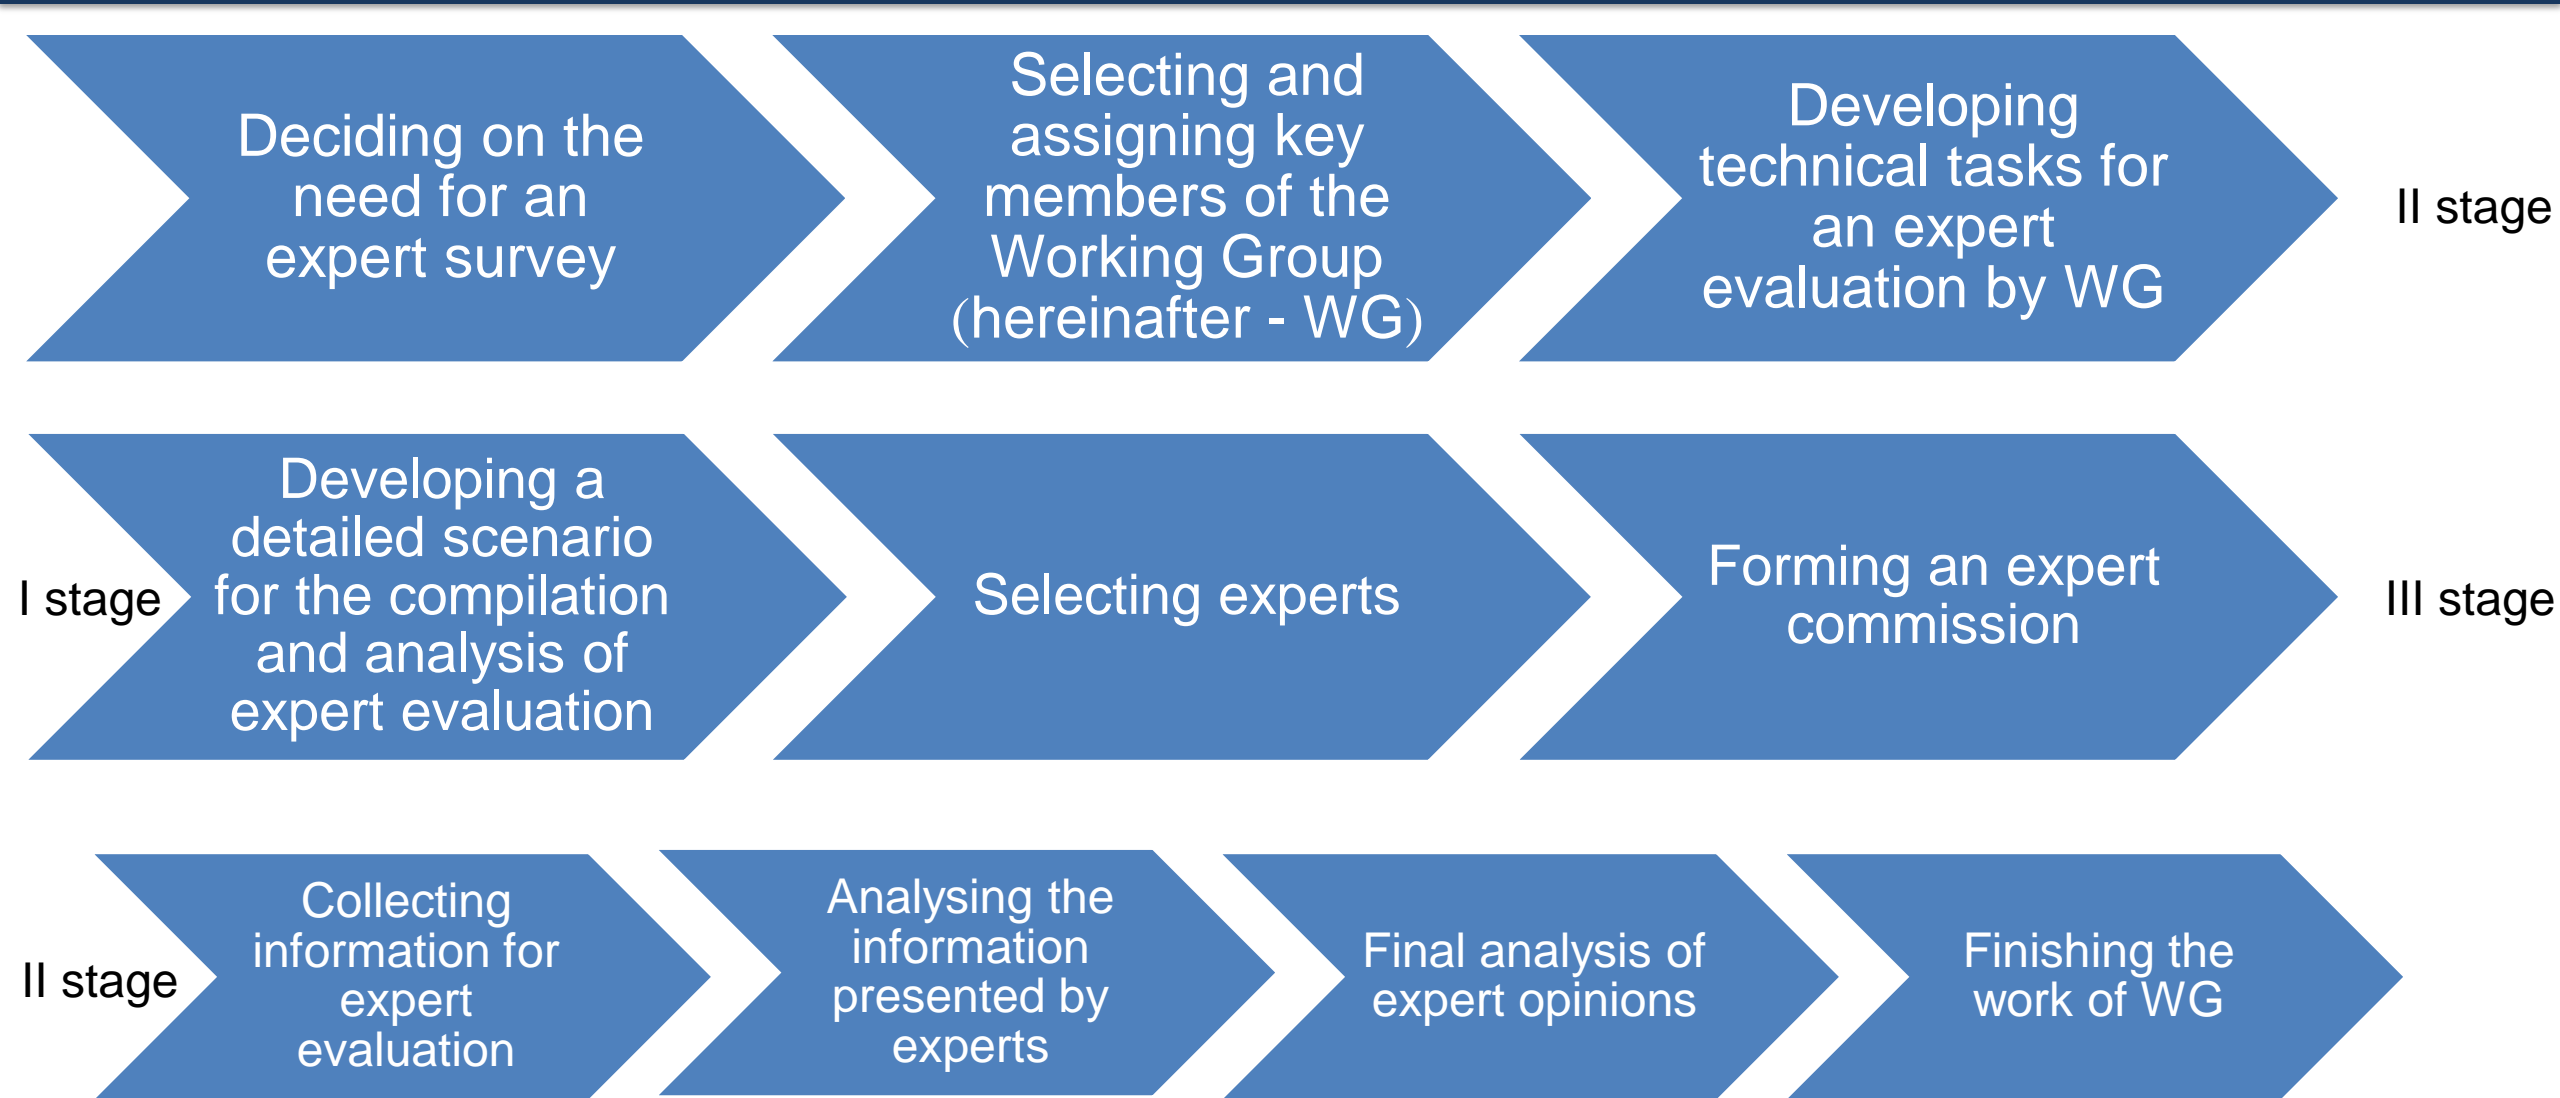 Deciding on the
need for an
expert survey
Selecting and
assigning key
members of the
Working Group
(hereinafter - WG)
Developing
technical tasks for
an expert
evaluation by WG
II stage
I stage
Developing a
detailed scenario
for the compilation
and analysis of
expert evaluation
Selecting experts
Forming an expert
commission
III stage
II stage
Collecting
information for
expert
evaluation
Analysing the
information
presented by
experts
Final analysis of
expert opinions
Finishing the
work of WG